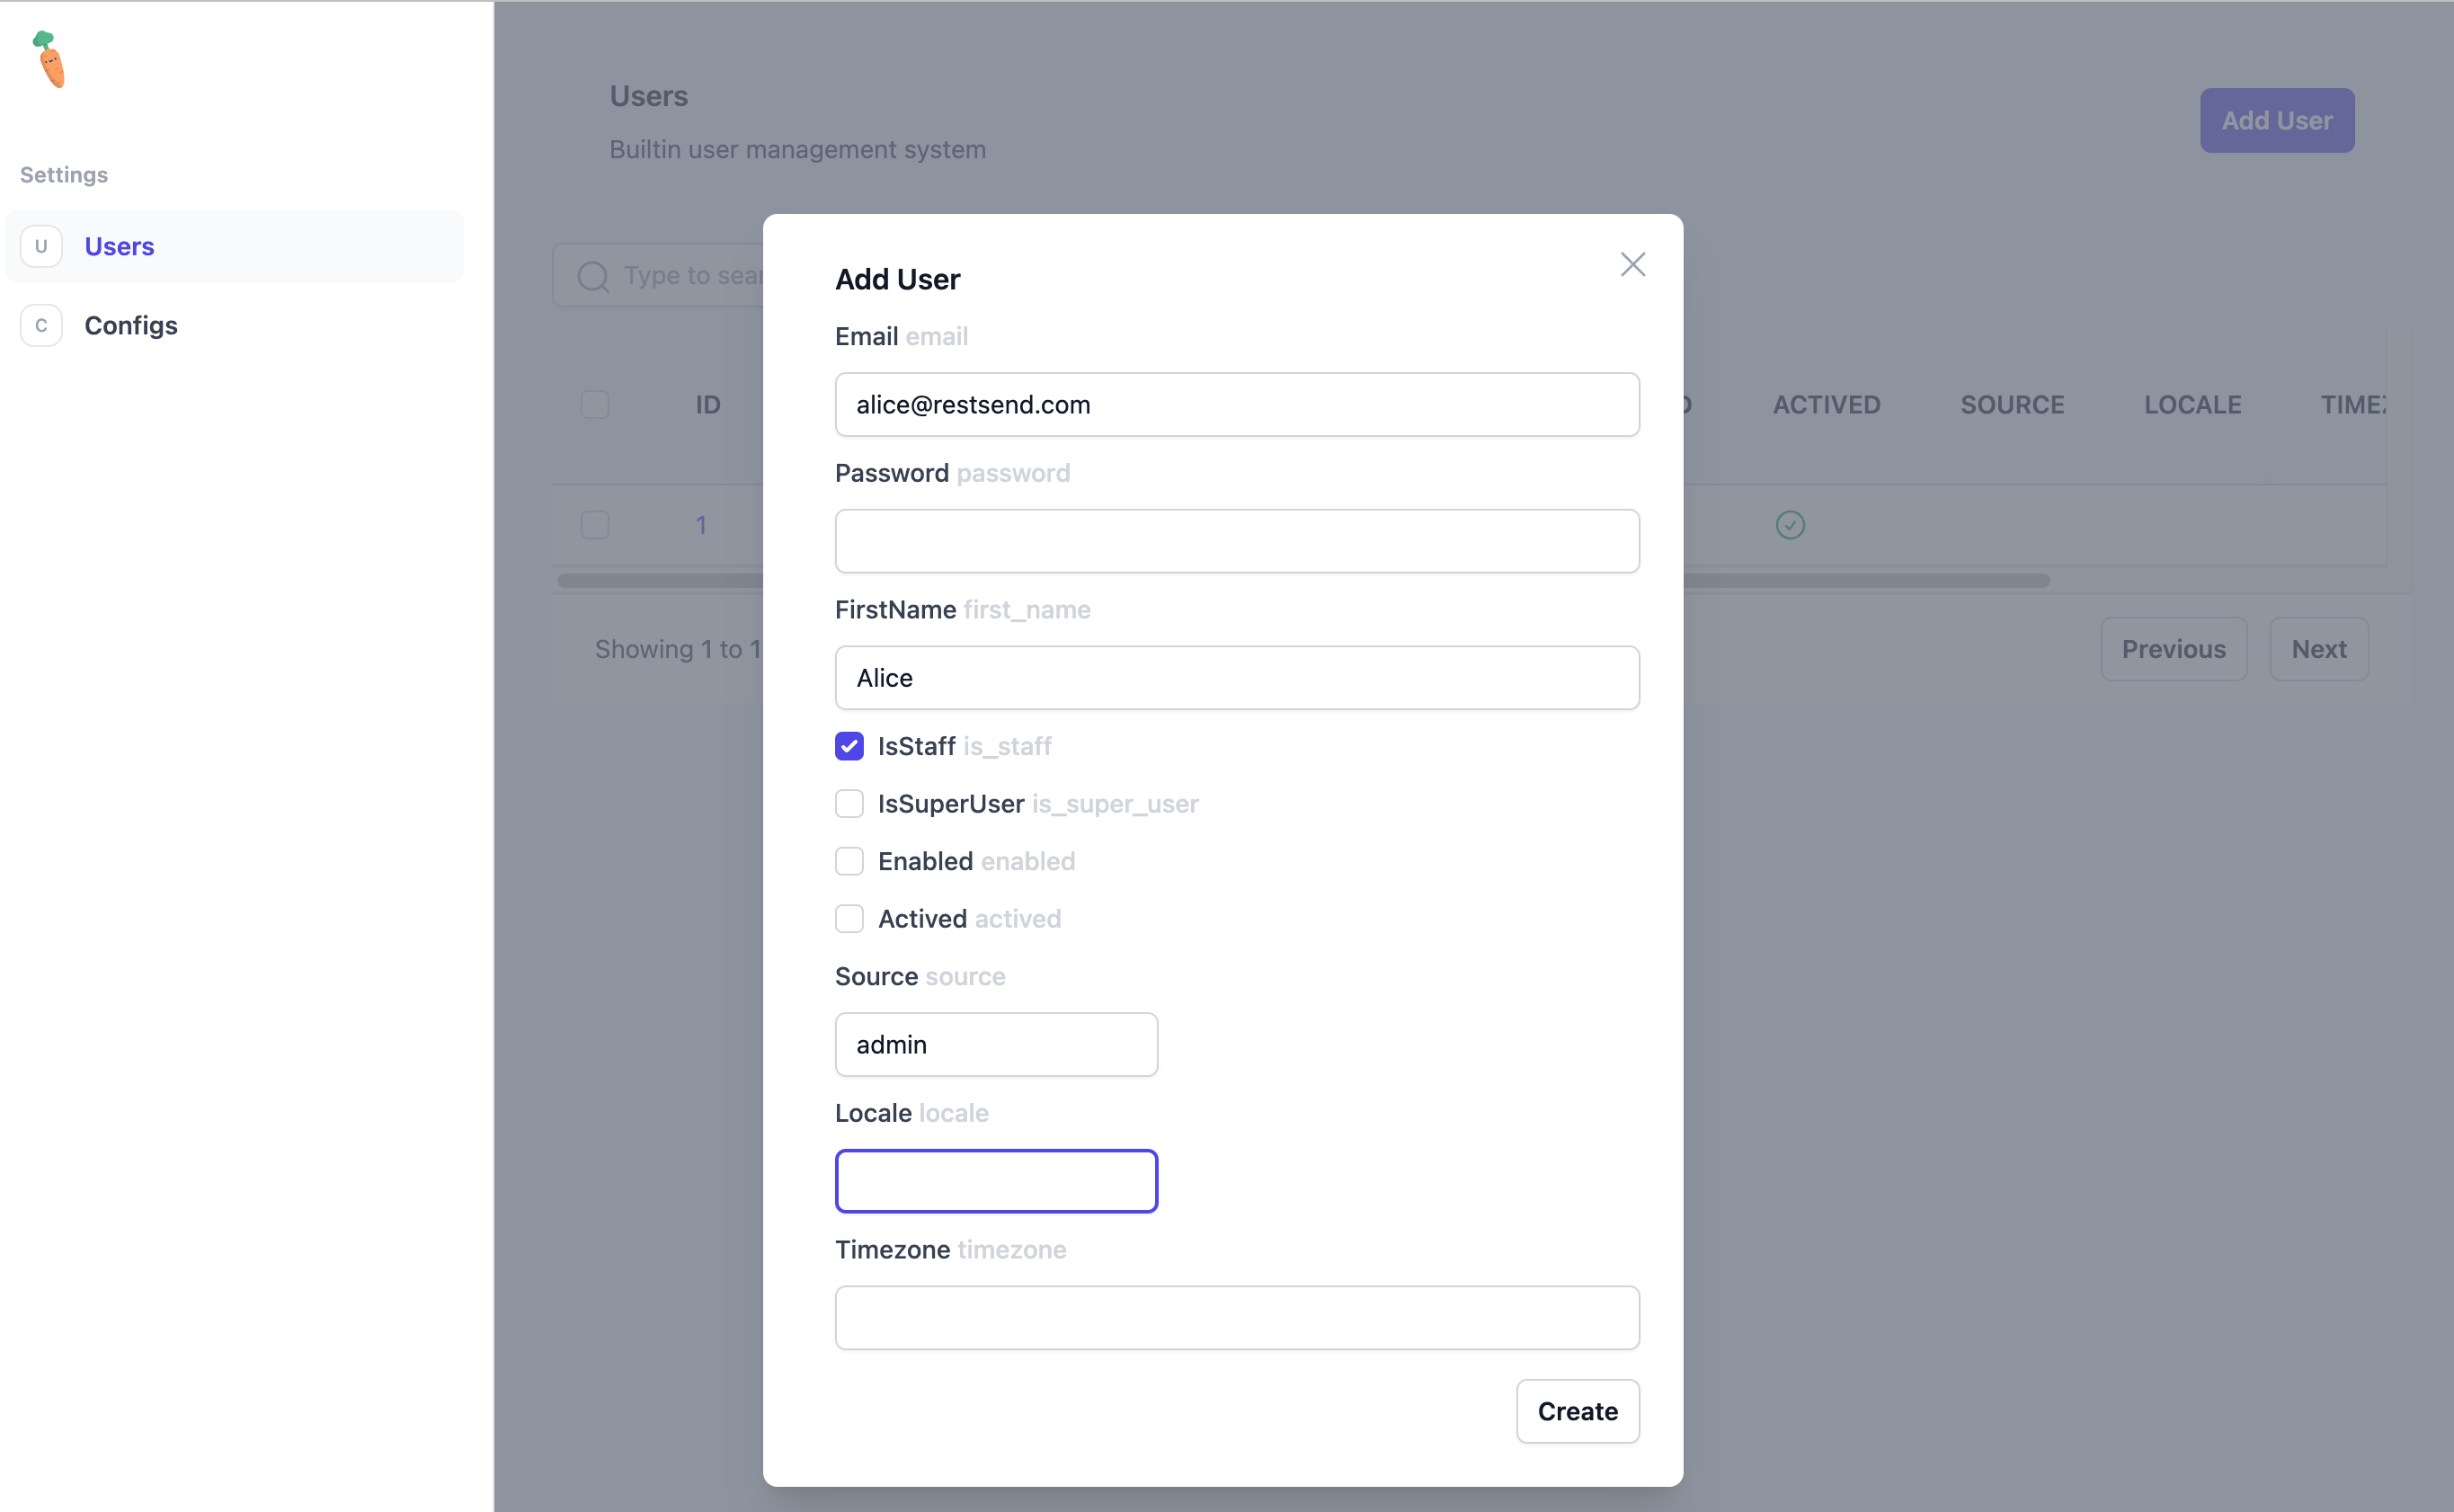 Settings
U Users
C Configs
Users
Builtin user management system
Add User
Type to sear
ID ACTIVED SOURCE LOCALE
1
Showing 1 to 1
Previous Next
Add User
Email email
alice@restsend.com
Password password
FirstName first_name
Alice
IsStaff is_staff
IsSuperUser is_super_user
Enabled enabled
Actived actived
Source source
admin
Locale locale
Timezone timezone
Create